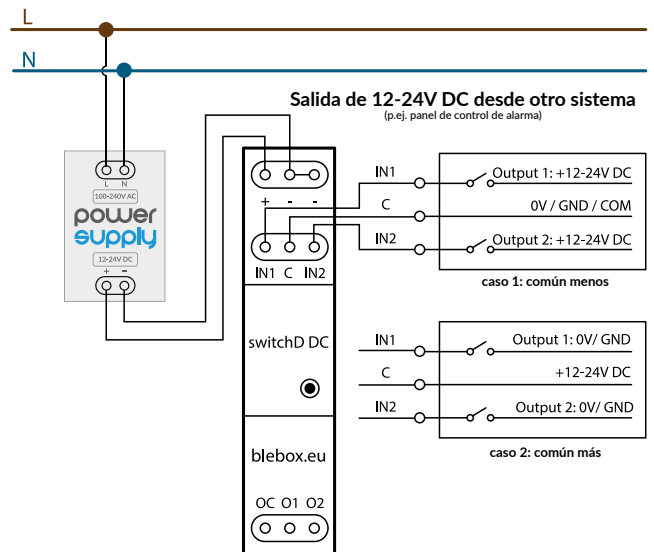 L
N
Salida de 12-24V DC desde otro sistema
(p.ej. panel de control de alarma)
L N
100-240V AC
power
supply
12-24V DC
+ −
+ - -
IN1 C IN2
switchD DC
blebox.eu
OC O1 O2
IN1 Output 1: +12-24V DC
C 0V / GND / COM
IN2 Output 2: +12-24V DC
caso 1: común menos
IN1 Output 1: 0V/ GND
C +12-24V DC
IN2 Output 2: 0V/ GND
caso 2: común más